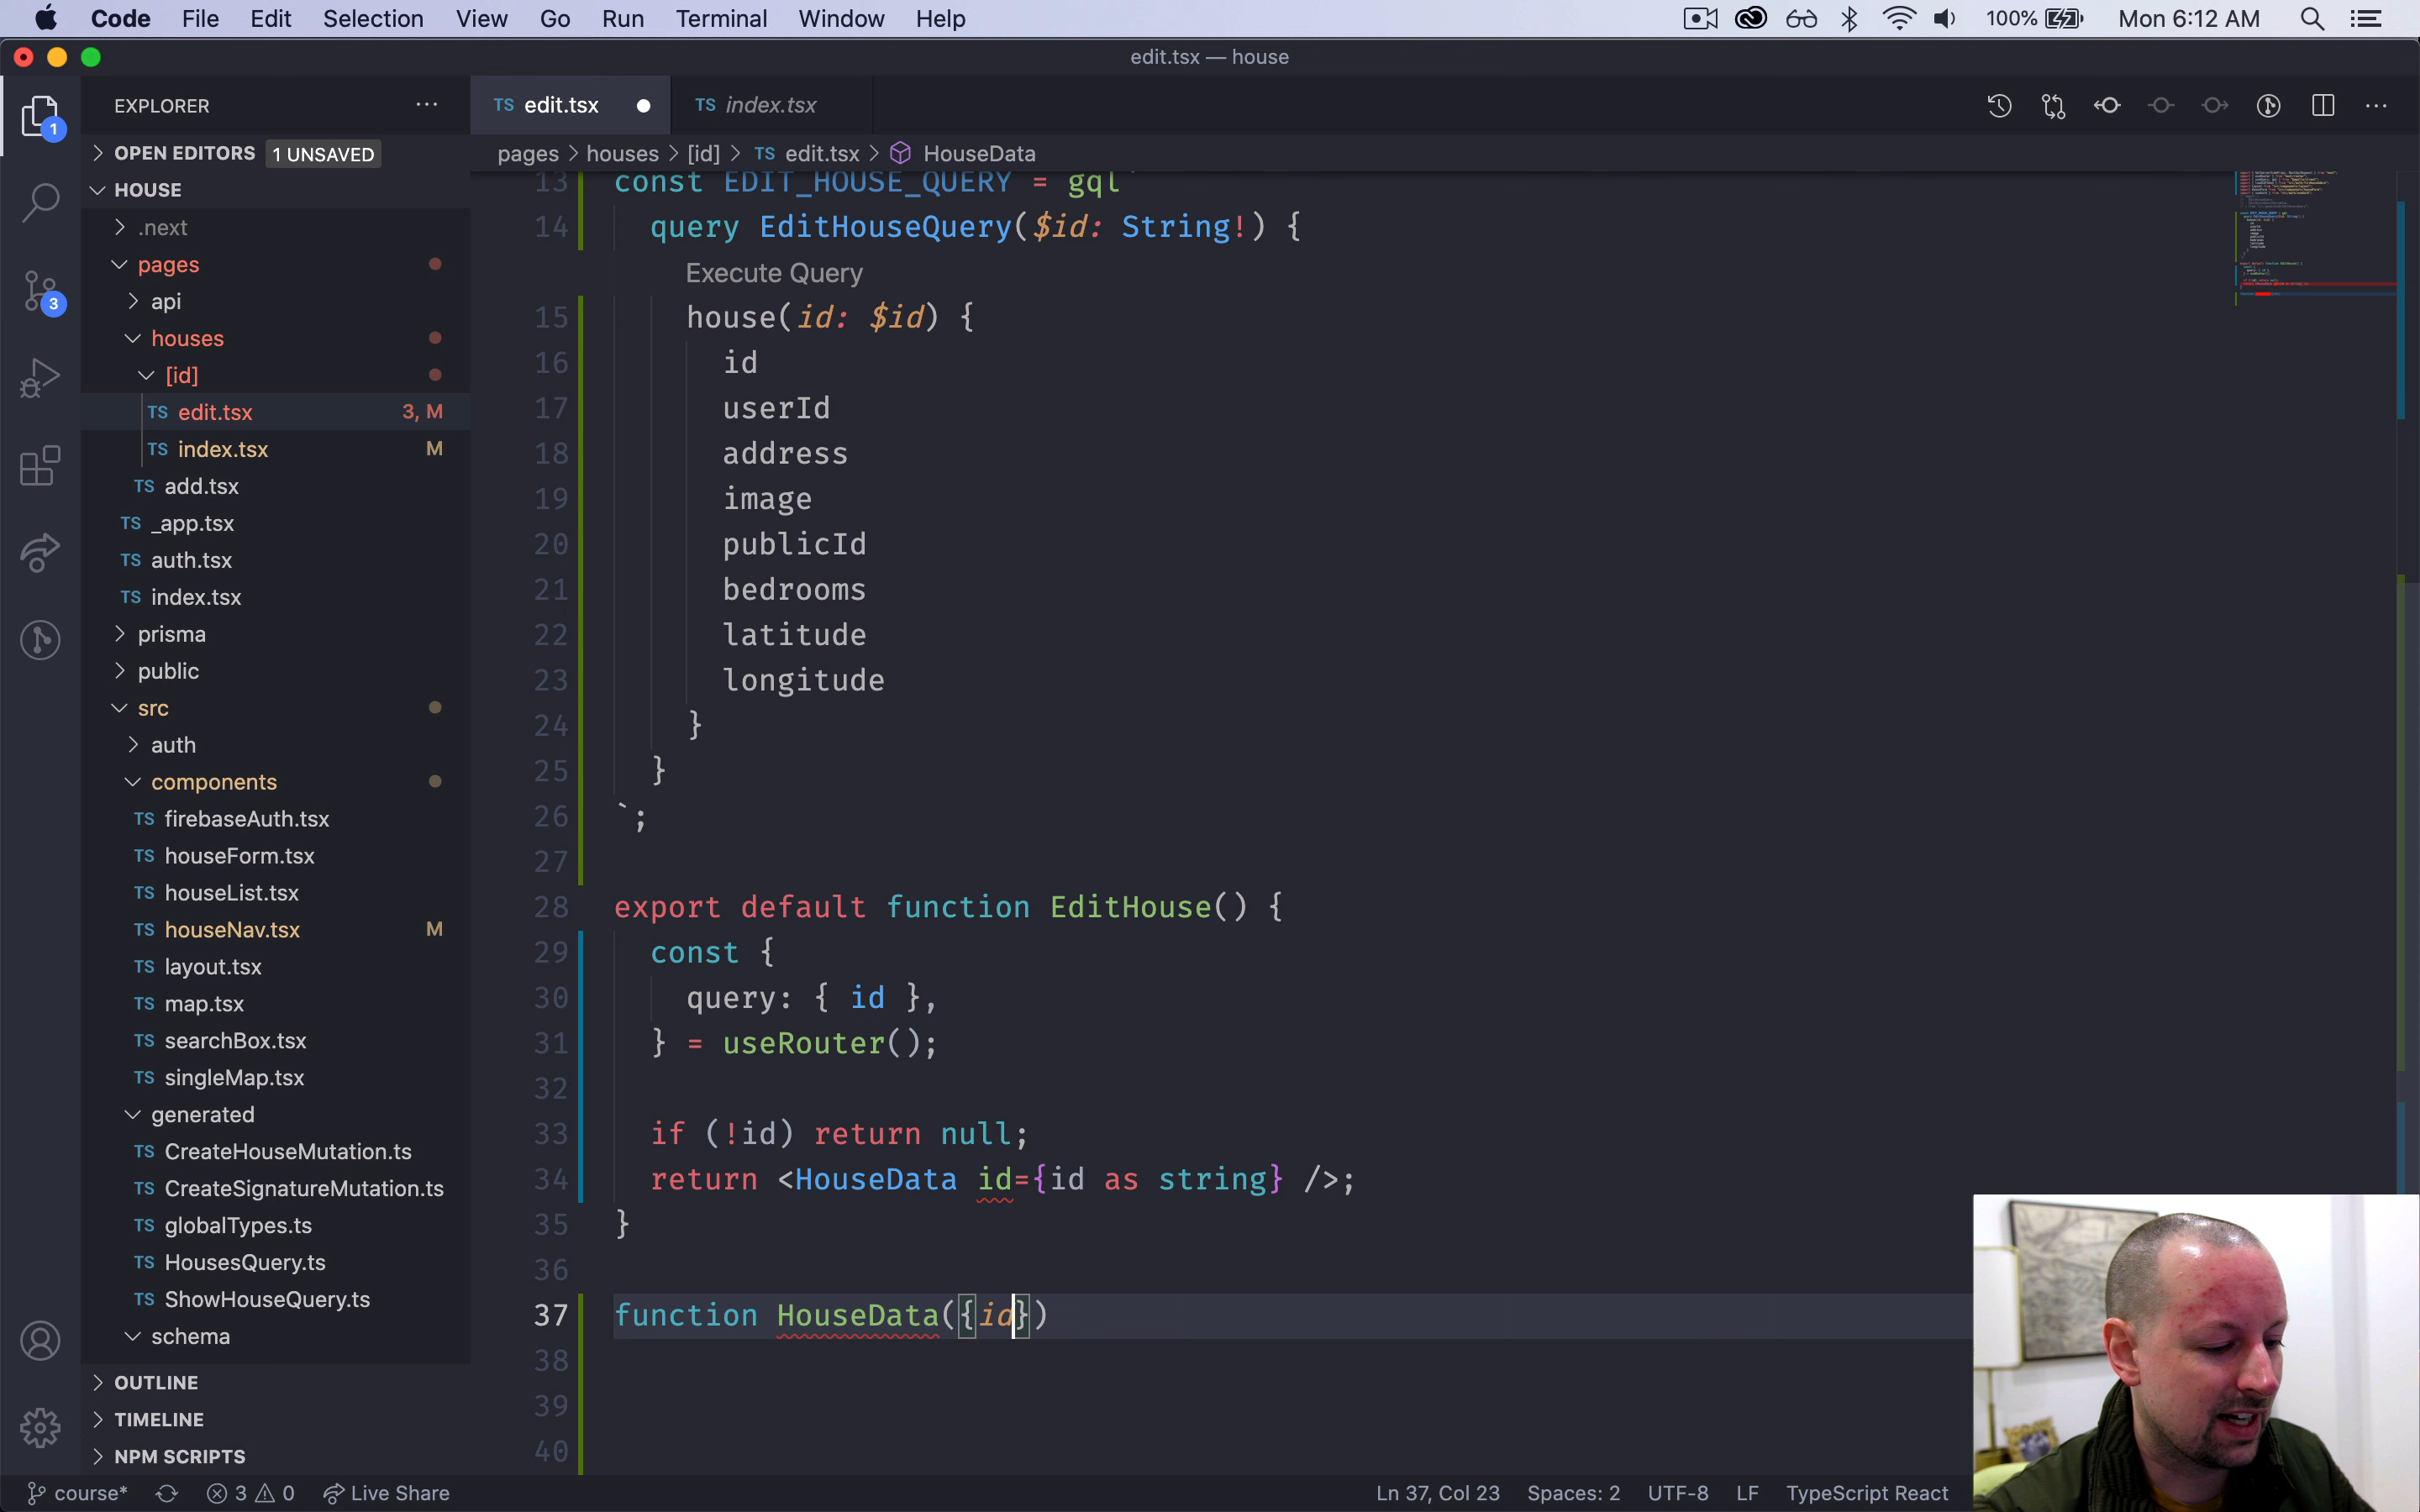 Code File Edit Selection View Go Run Terminal Window Help 100% Mon 6:12 AM
edit.tsx — house
EXPLORER
TS edit.tsx
TS index.tsx
OPEN EDITORS 1 UNSAVED
pages > houses > [id] > TS edit.tsx > HouseData
HOUSE
.next
pages
api
houses
[id]
TS edit.tsx 3, M
TS index.tsx M
TS add.tsx
TS _app.tsx
TS auth.tsx
TS index.tsx
prisma
public
src
auth
components
TS firebaseAuth.tsx
TS houseForm.tsx
TS houseList.tsx
TS houseNav.tsx M
TS layout.tsx
TS map.tsx
TS searchBox.tsx
TS singleMap.tsx
generated
TS CreateHouseMutation.ts
TS CreateSignatureMutation.ts
TS globalTypes.ts
TS HousesQuery.ts
TS ShowHouseQuery.ts
schema
OUTLINE
TIMELINE
NPM SCRIPTS
1
3
13 const EDIT_HOUSE_QUERY = gql`
14 query EditHouseQuery($id: String!) {
Execute Query
15 house(id: $id) {
16 id
17 userId
18 address
19 image
20 publicId
21 bedrooms
22 latitude
23 longitude
24 }
25 }
26 `;
27
28 export default function EditHouse() {
29 const {
30 query: { id },
31 } = useRouter();
32
33 if (!id) return null;
34 return <HouseData id={id as string} />;
35 }
36
37 function HouseData({id})
38
39
40
course* 3 0 Live Share Ln 37, Col 23 Spaces: 2 UTF-8 LF TypeScript React